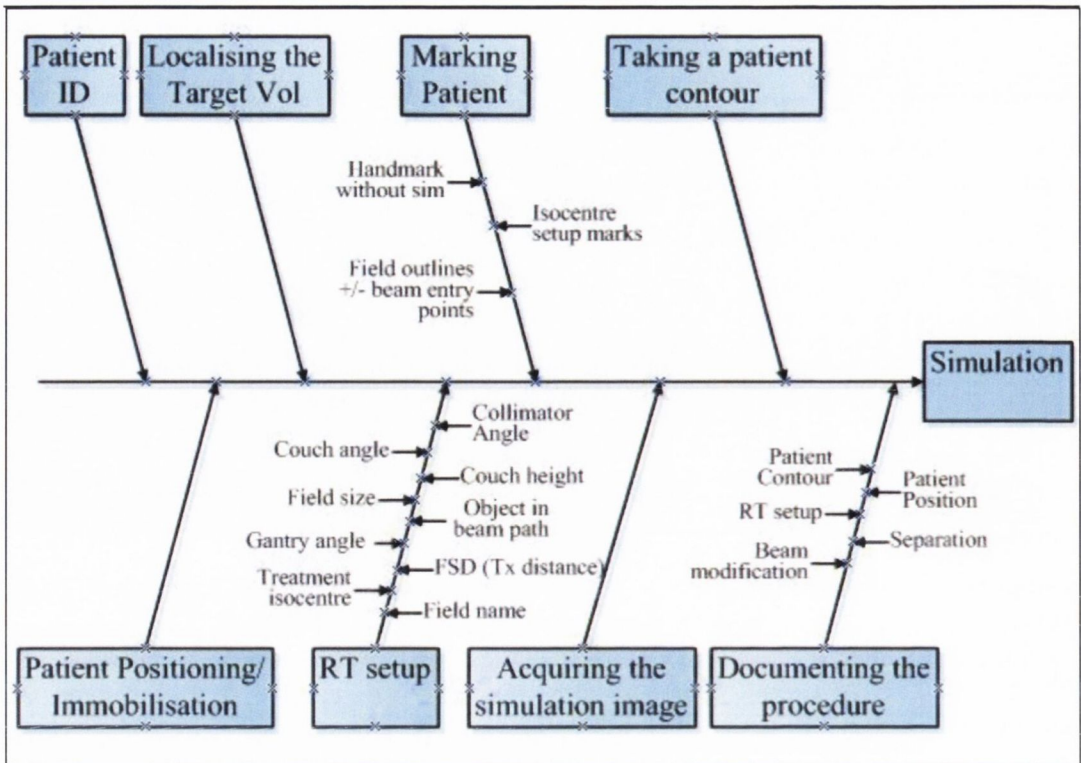 Patient
ID
Localising the
Target Vol
Marking
Patient
Taking a patient
contour
Handmark
without sim
Isocentre
setup marks
Field outlines
+/- beam entry
points
Simulation
Collimator
Angle
Couch angle
Couch height
Field size
Object in
beam path
Gantry angle
FSD (Tx distance)
Treatment
isocentre
Field name
Patient
Contour
Patient
Position
RT setup
Separation
Beam
modification
Patient Positioning/
Immobilisation
RT setup
Acquiring the
simulation image
Documenting the
procedure